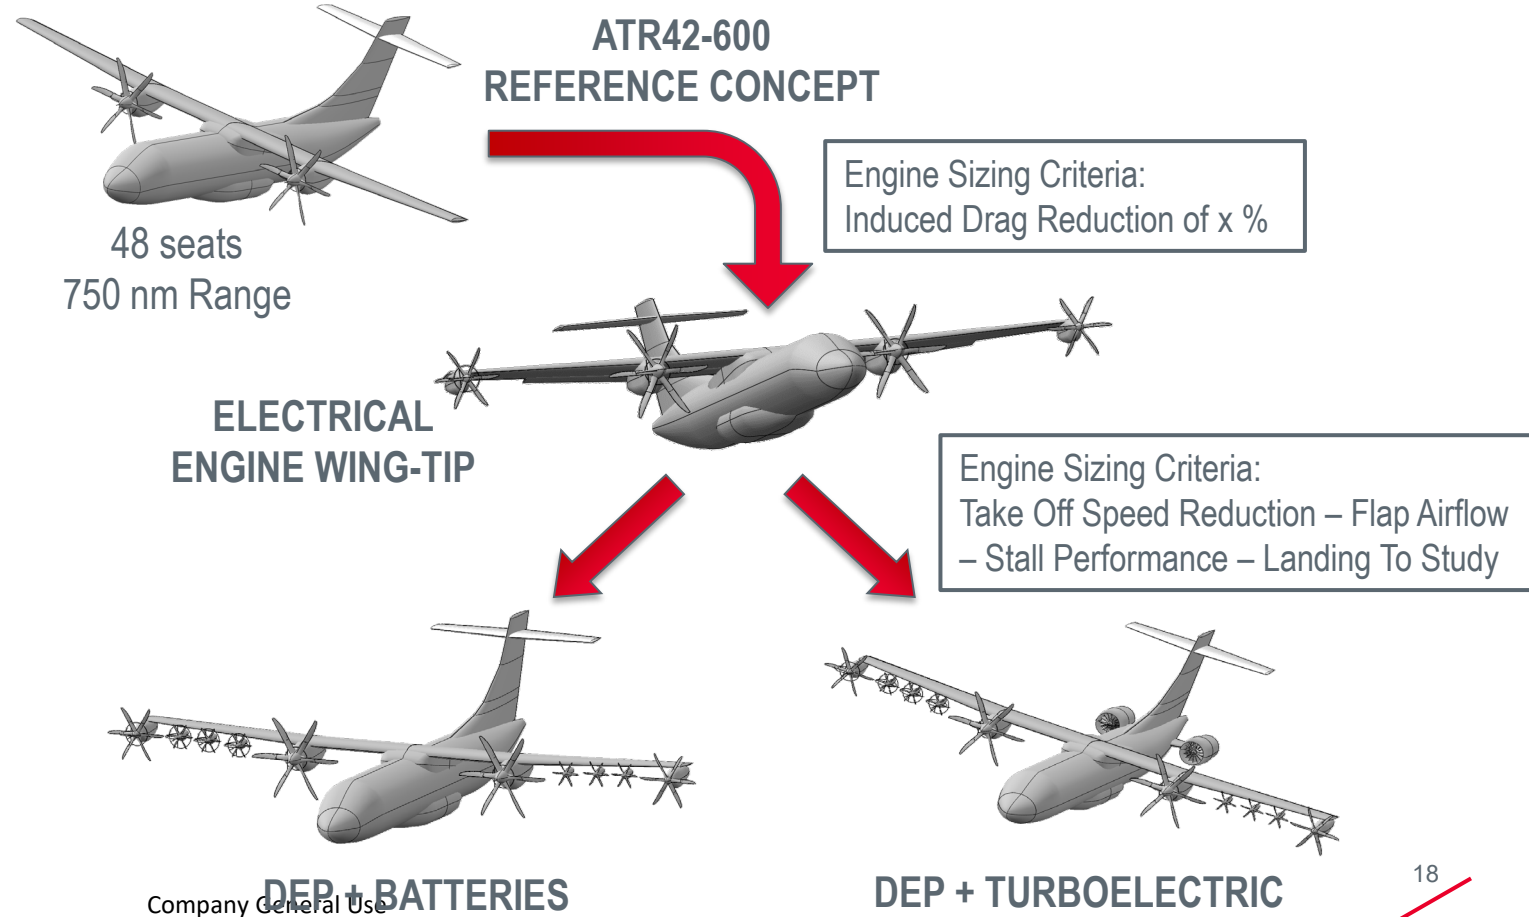 ATR42-600
REFERENCE CONCEPT
48 seats
750 nm Range
Engine Sizing Criteria:
Induced Drag Reduction of x %
ELECTRICAL
ENGINE WING-TIP
Engine Sizing Criteria:
Take Off Speed Reduction – Flap Airflow
– Stall Performance – Landing To Study
DEP + BATTERIES
DEP + TURBOELECTRIC
Company General Use
18